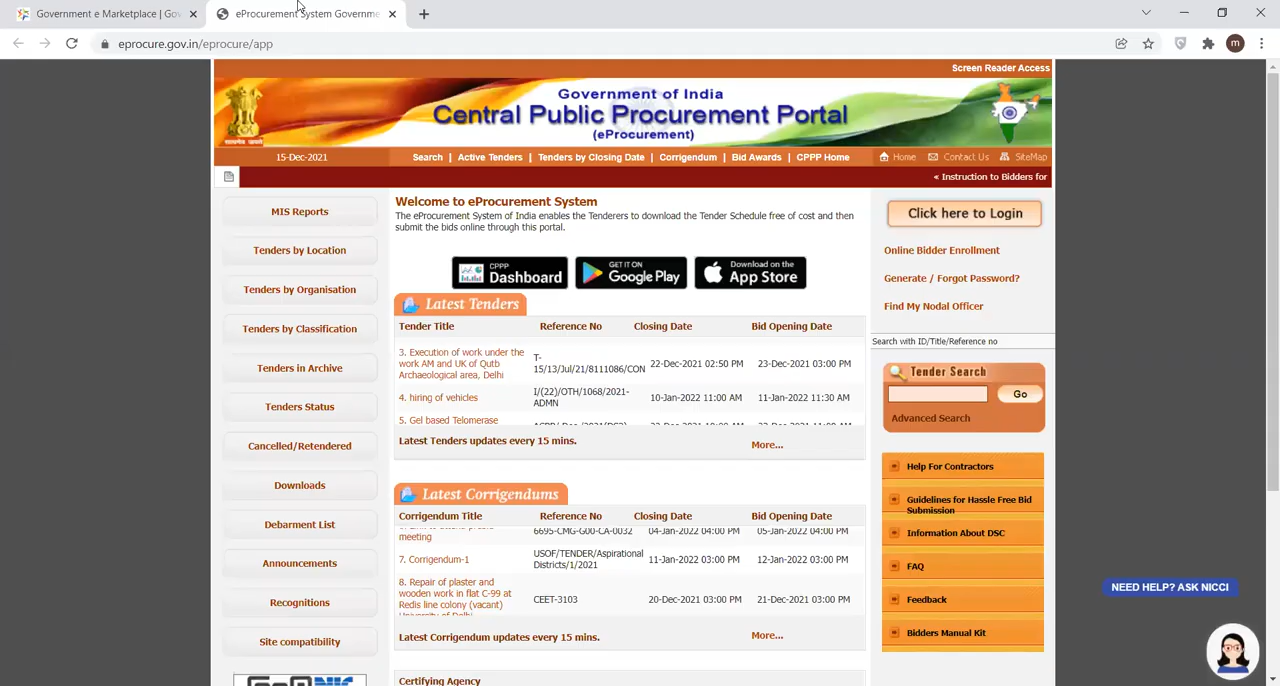 Government e Marketplace | Gov
eProcurement System Governme
eprocure.gov.in/eprocure/app
m
Screen Reader Access
Government of India
Central Public Procurement Portal
(eProcurement)
सत्यमेव जयते
15-Dec-2021
Search | Active Tenders | Tenders by Closing Date | Corrigendum | Bid Awards | CPPP Home
Home Contact Us SiteMap
« Instruction to Bidders for
MIS Reports
Tenders by Location
Tenders by Organisation
Tenders by Classification
Tenders in Archive
Tenders Status
Cancelled/Retendered
Downloads
Debarment List
Announcements
Recognitions
Site compatibility
Welcome to eProcurement System
The eProcurement System of India enables the Tenderers to download the Tender Schedule free of cost and then
submit the bids online through this portal.
CPPP
Dashboard
GET IT ON
Google Play
Download on the
App Store
Latest Tenders
Tender Title Reference No Closing Date Bid Opening Date
3. Execution of work under the
work AM and UK of Qutb
Archaeological area, Delhi
T-
15/13/Jul/21/8111086/CON
22-Dec-2021 02:50 PM 23-Dec-2021 03:00 PM
4. hiring of vehicles
I/(22)/OTH/1068/2021-
ADMN
10-Jan-2022 11:00 AM 11-Jan-2022 11:30 AM
5. Gel based Telomerase
Latest Tenders updates every 15 mins. More...
Latest Corrigendums
Corrigendum Title Reference No Closing Date Bid Opening Date
meeting
6695-CMG-G00-CA-0032 04-Jan-2022 04:00 PM 05-Jan-2022 04:00 PM
7. Corrigendum-1
USOF/TENDER/Aspirational
Districts/1/2021
11-Jan-2022 03:00 PM 12-Jan-2022 03:00 PM
8. Repair of plaster and
wooden work in flat C-99 at
Redis line colony (vacant)
University of Delhi
CEET-3103 20-Dec-2021 03:00 PM 21-Dec-2021 03:00 PM
Latest Corrigendum updates every 15 mins. More...
Certifying Agency
Click here to Login
Online Bidder Enrollment
Generate / Forgot Password?
Find My Nodal Officer
Search with ID/Title/Reference no
Tender Search
Go
Advanced Search
Help For Contractors
Guidelines for Hassle Free Bid
Submission
Information About DSC
FAQ
Feedback
Bidders Manual Kit
NEED HELP? ASK NICCI